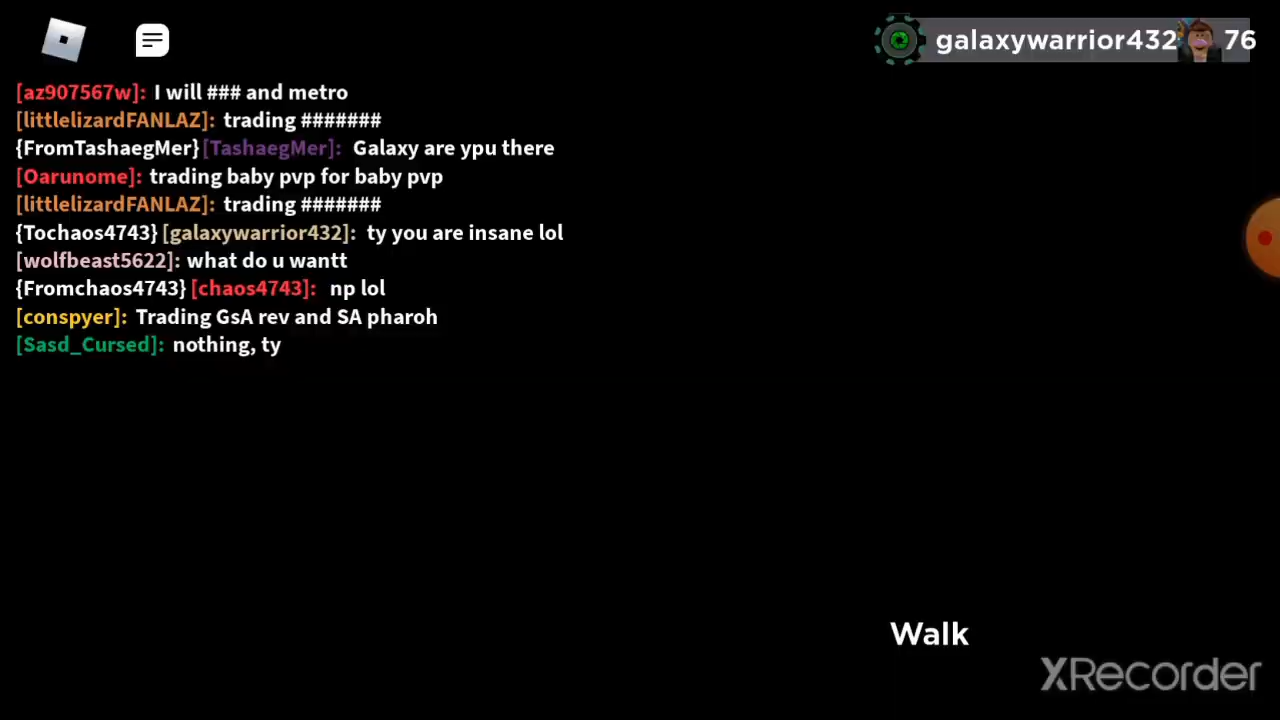 galaxywarrior432 76
[az907567w]: I will ### and metro
[littlelizardFANLAZ]: trading #######
{FromTashaegMer} [TashaegMer]: Galaxy are ypu there
[Oarunome]: trading baby pvp for baby pvp
[littlelizardFANLAZ]: trading #######
{Tochaos4743} [galaxywarrior432]: ty you are insane lol
[wolfbeast5622]: what do u wantt
{Fromchaos4743} [chaos4743]: np lol
[conspyer]: Trading GsA rev and SA pharoh
[Sasd_Cursed]: nothing, ty
Walk
XRecorder